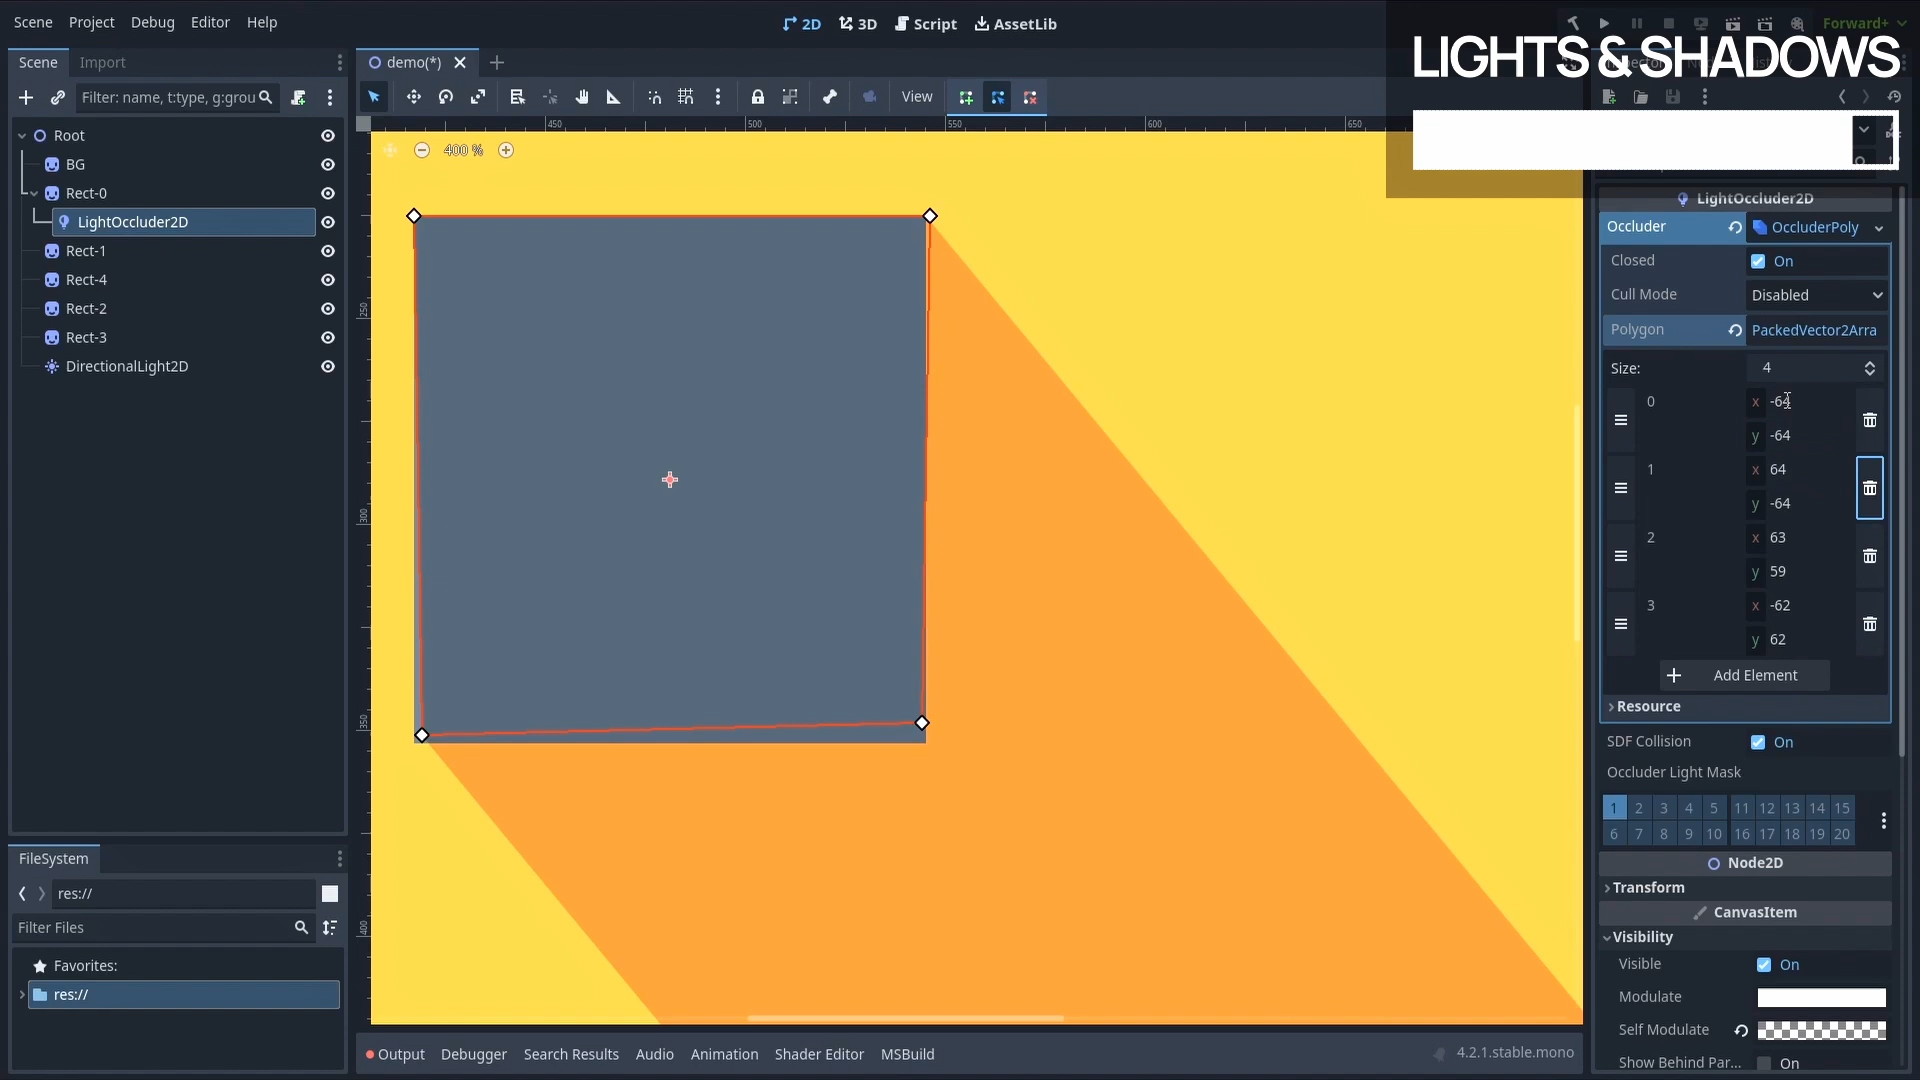 Scene Project Debug Editor Help
2D 3D Script AssetLib
Forward+
LIGHTS & SHADOWS
Scene Import
demo(*)
Filter: name, t:type, g:grou
View
450 500 550 600 650
400 %
Root
BG
Rect-0
LightOccluder2D
Rect-1
Rect-4
Rect-2
Rect-3
DirectionalLight2D
250
300
350
400
LightOccluder2D
Occluder OccluderPoly
Closed On
Cull Mode Disabled
Polygon PackedVector2Arra
Size: 4
0 x -64
y -64
1 x 64
y -64
2 x 63
y 59
3 x -62
y 62
Add Element
Resource
SDF Collision On
Occluder Light Mask
1 2 3 4 5 11 12 13 14 15
6 7 8 9 10 16 17 18 19 20
Node2D
Transform
CanvasItem
Visibility
Visible On
Modulate
Self Modulate
Show Behind Par... On
FileSystem
res://
Filter Files
Favorites:
res://
Output Debugger Search Results Audio Animation Shader Editor MSBuild
4.2.1.stable.mono